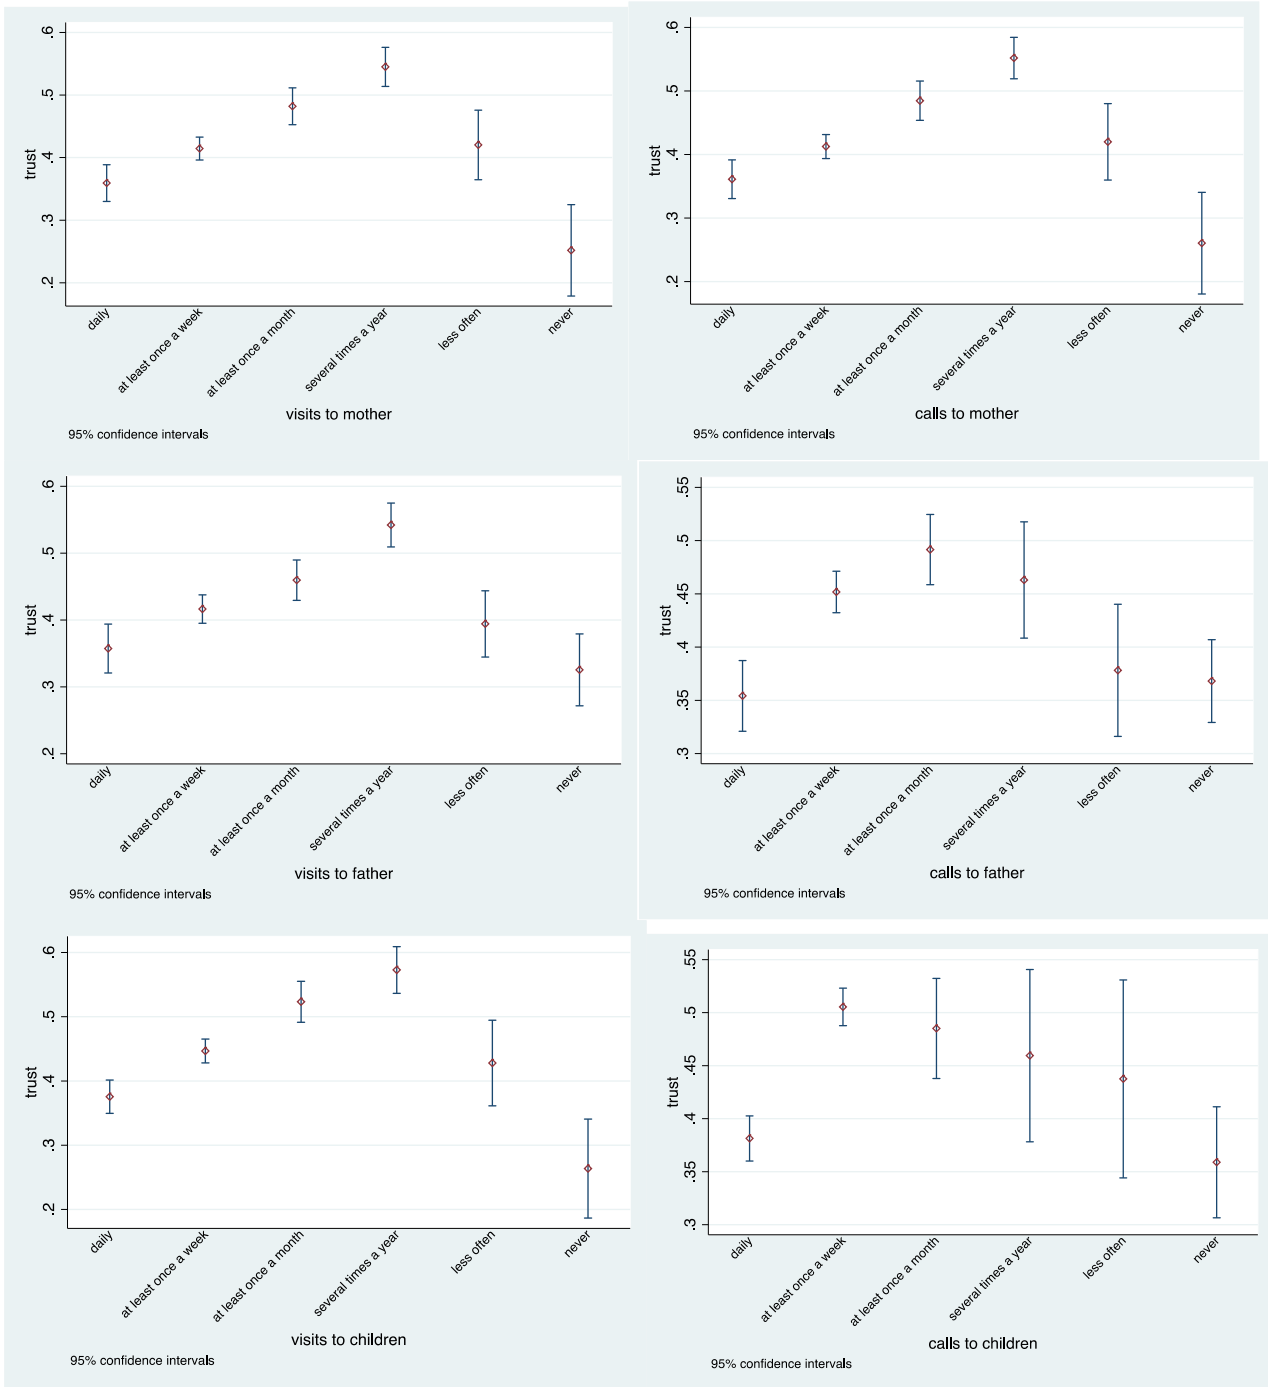 .6
.5
.4
.3
.2
trust
daily
at least once a week
at least once a month
several times a year
less often
never
visits to mother
95% confidence intervals
.6
.5
.4
.3
.2
trust
daily
at least once a week
at least once a month
several times a year
less often
never
calls to mother
95% confidence intervals
.6
.5
.4
.3
.2
trust
daily
at least once a week
at least once a month
several times a year
less often
never
visits to father
95% confidence intervals
.55
.5
.45
.4
.35
.3
trust
daily
at least once a week
at least once a month
several times a year
less often
never
calls to father
95% confidence intervals
.6
.5
.4
.3
.2
trust
daily
at least once a week
at least once a month
several times a year
less often
never
visits to children
95% confidence intervals
.55
.5
.45
.4
.35
.3
trust
daily
at least once a week
at least once a month
several times a year
less often
never
calls to children
95% confidence intervals